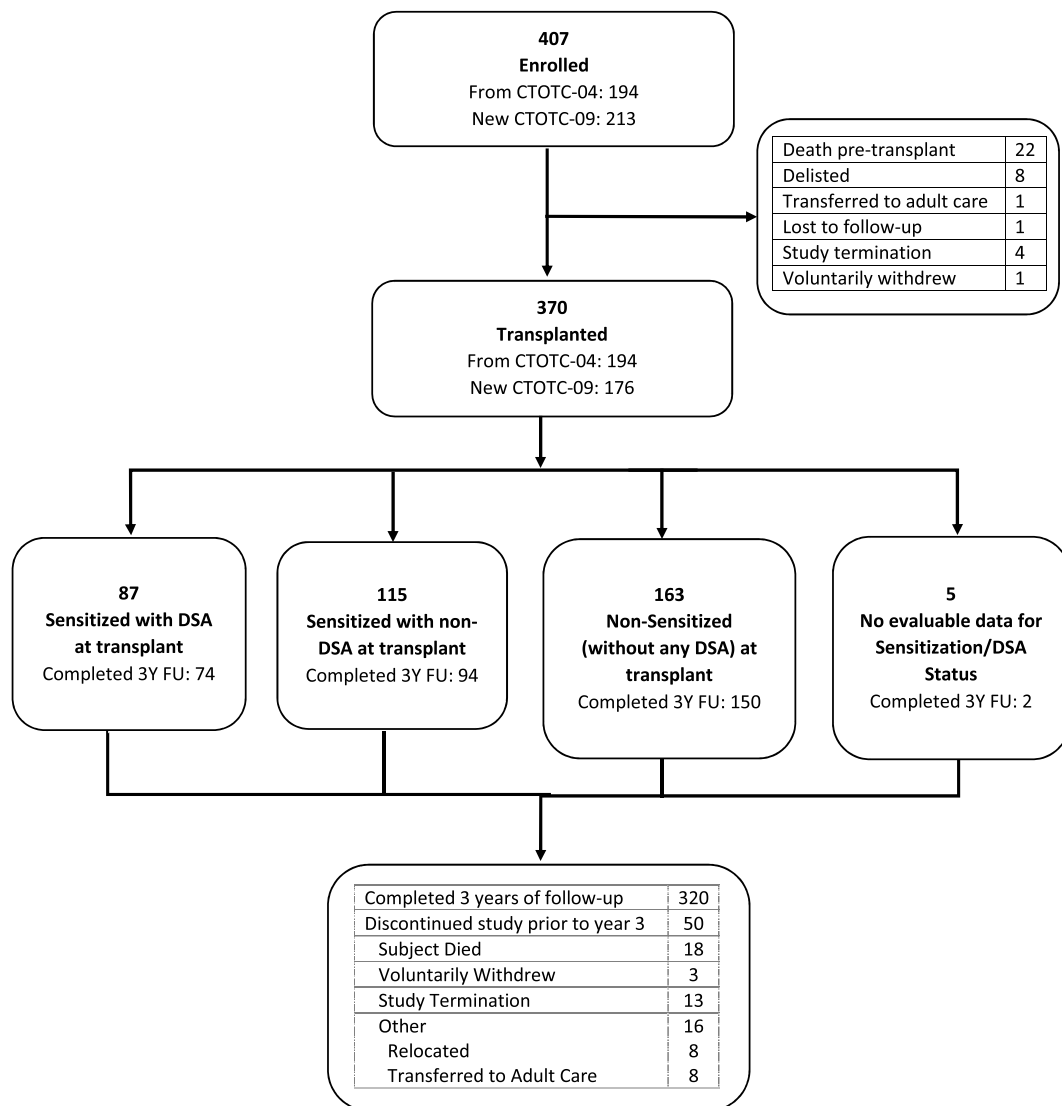 407
Enrolled
From CTOTC-04: 194
New CTOTC-09: 213
Death pre-transplant 22
Delisted 8
Transferred to adult care 1
Lost to follow-up 1
Study termination 4
Voluntarily withdrew 1
370
Transplanted
From CTOTC-04: 194
New CTOTC-09: 176
87
Sensitized with DSA
at transplant
Completed 3Y FU: 74
115
Sensitized with non-
DSA at transplant
Completed 3Y FU: 94
163
Non-Sensitized
(without any DSA) at
transplant
Completed 3Y FU: 150
5
No evaluable data for
Sensitization/DSA
Status
Completed 3Y FU: 2
Completed 3 years of follow-up 320
Discontinued study prior to year 3 50
Subject Died 18
Voluntarily Withdrew 3
Study Termination 13
Other 16
Relocated 8
Transferred to Adult Care 8